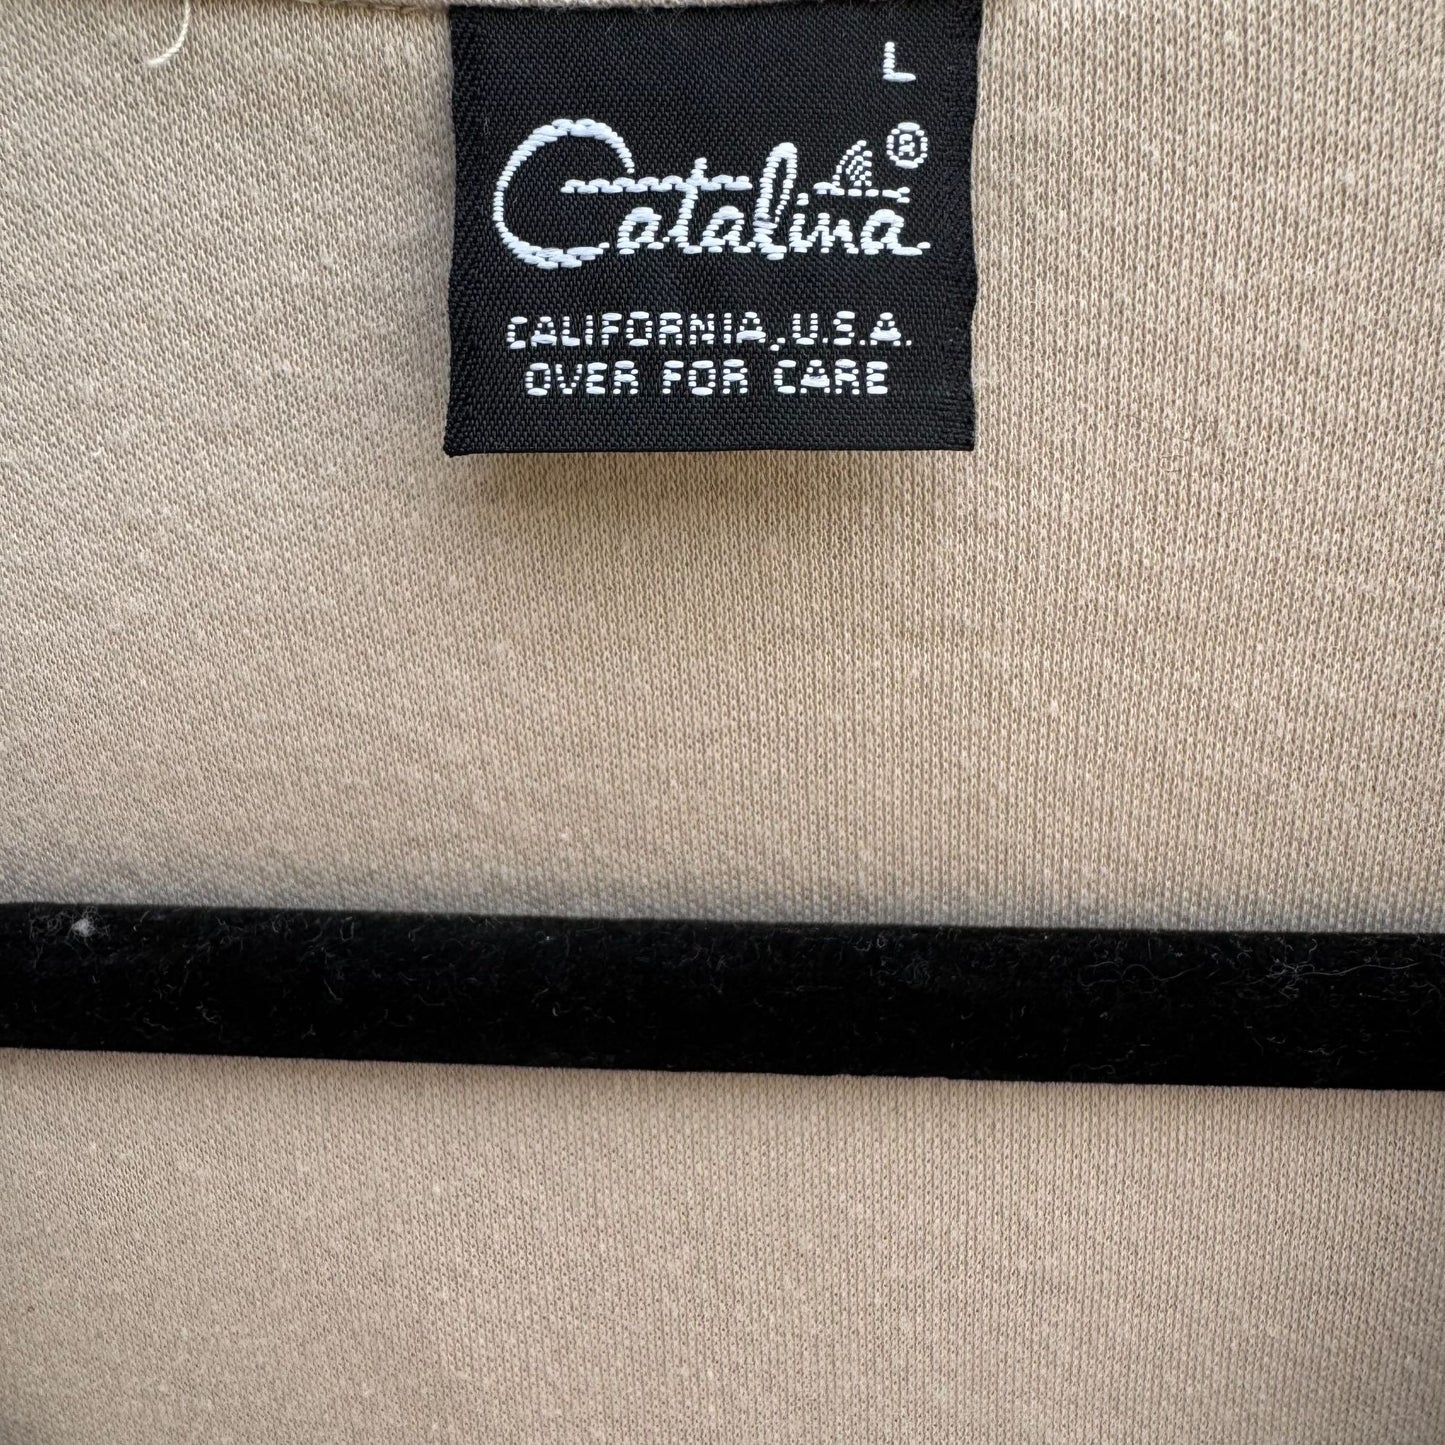 L
Catalina®
CALIFORNIA, U.S.A.
OVER FOR CARE